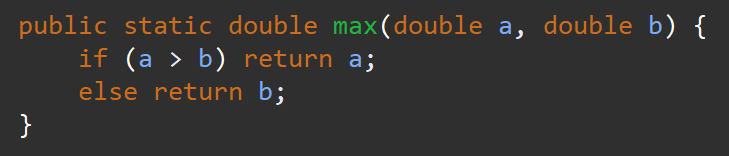 public static double max(double a, double b) {
    if (a > b) return a;
    else return b;
}